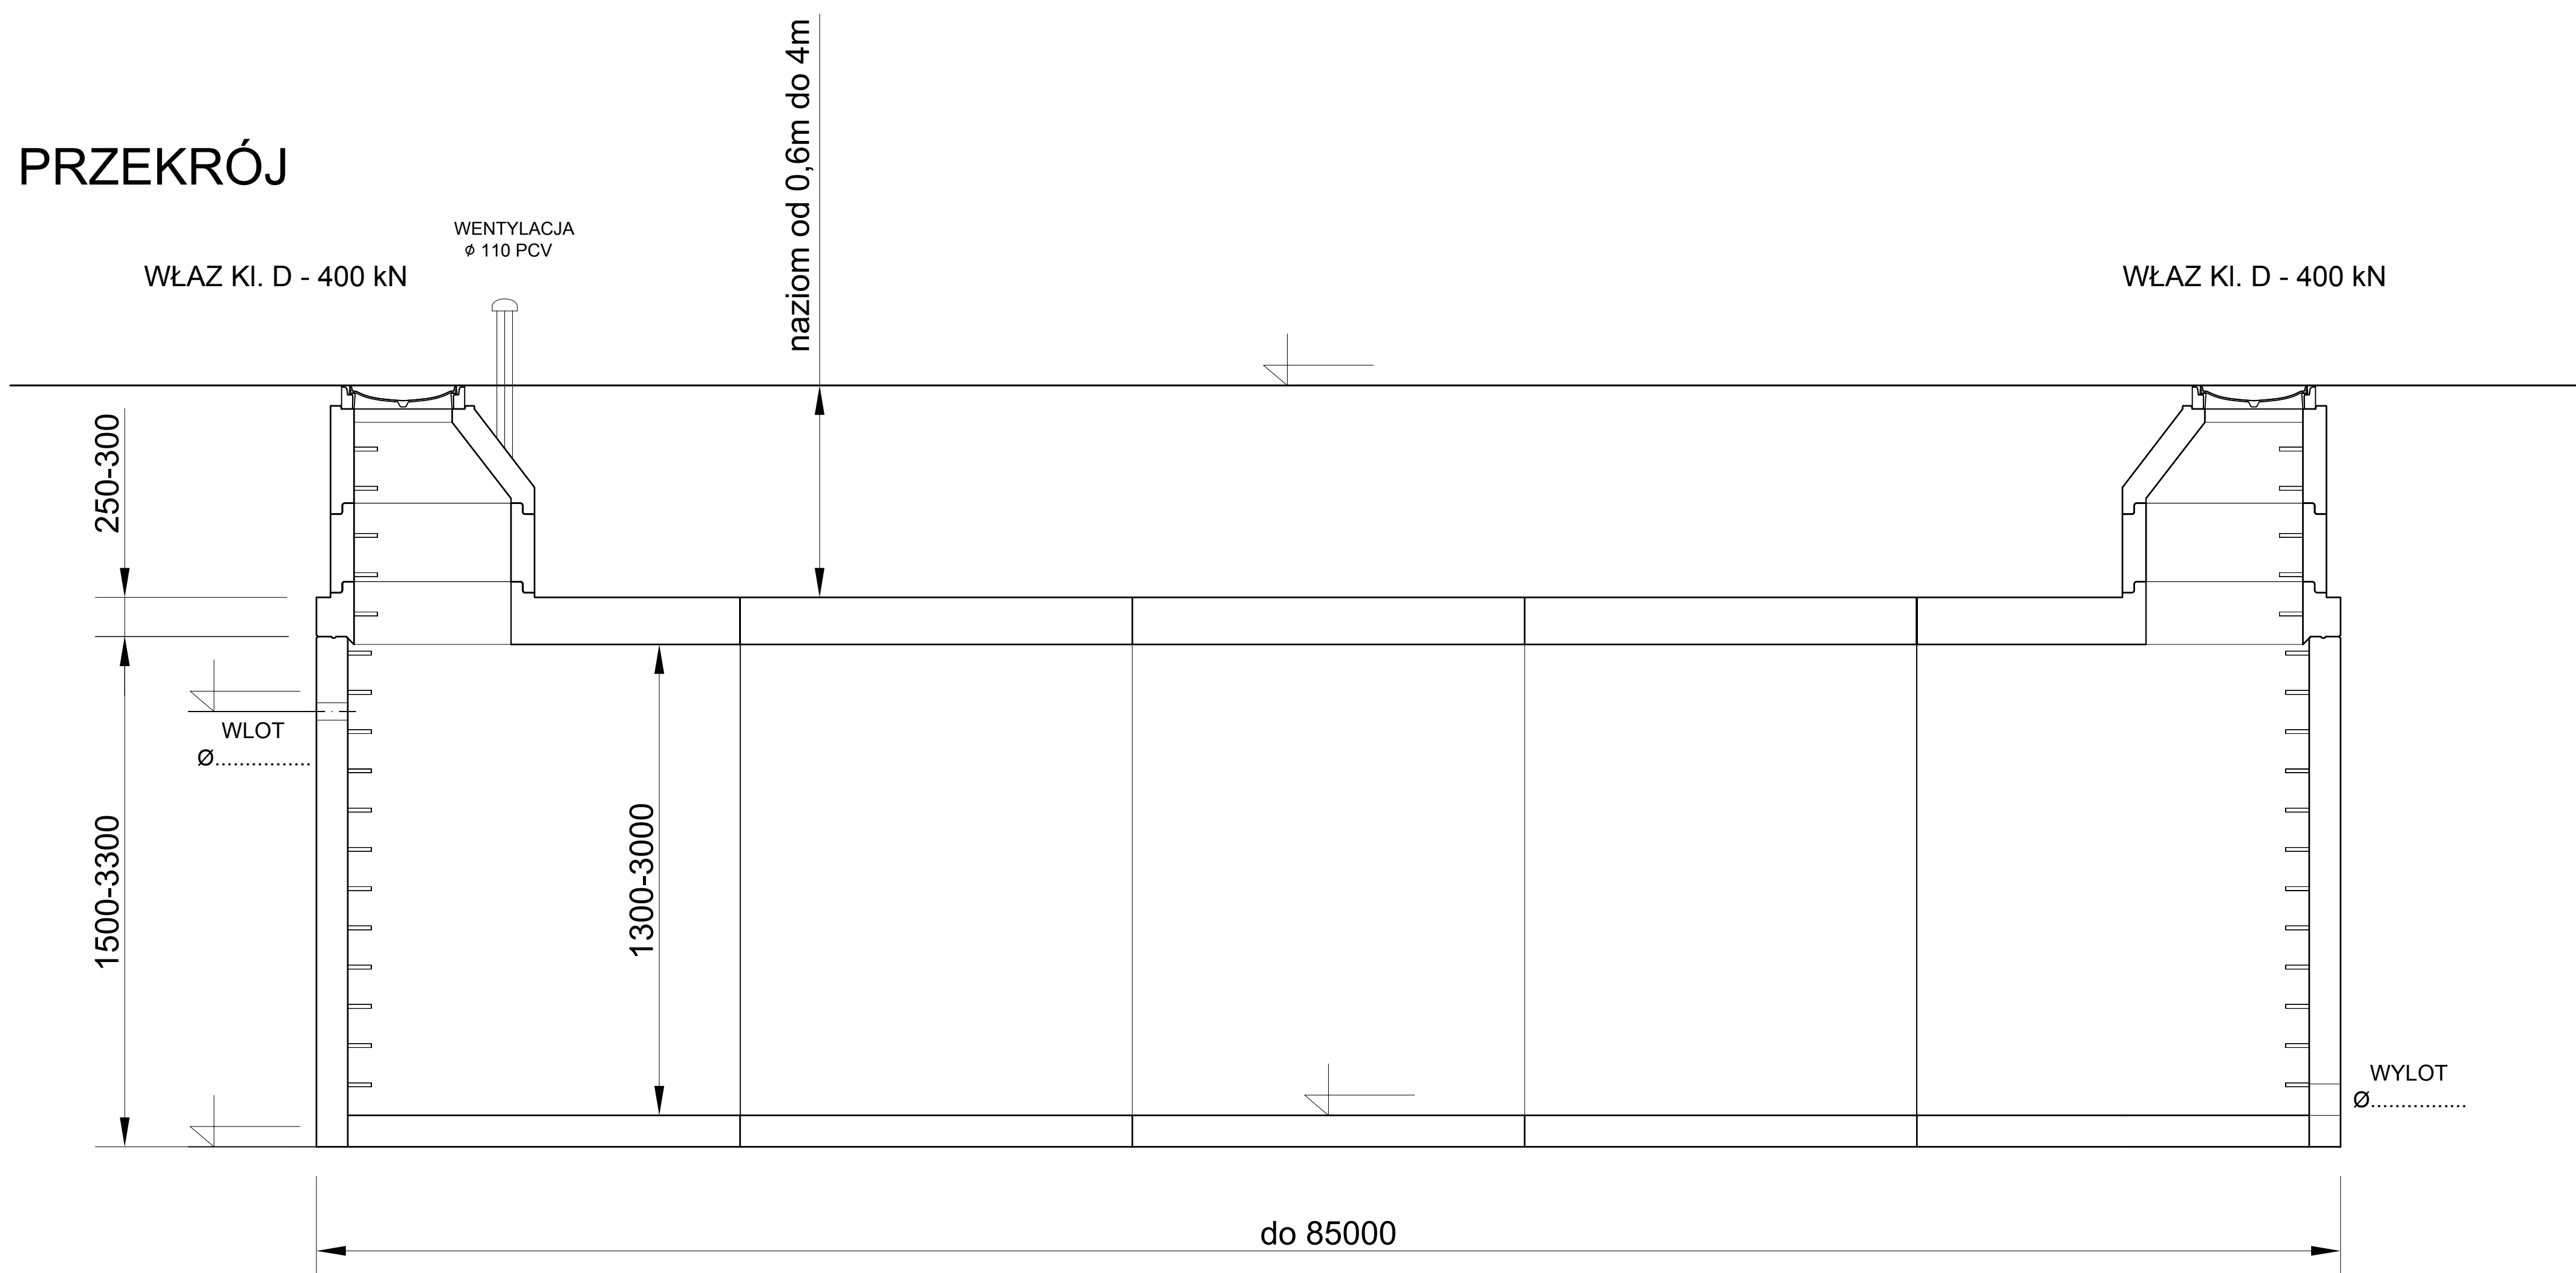 naziom od 0,6m do 4m
PRZEKRÓJ
WENTYLACJA
ø 110 PCV
WŁAZ Kl. D - 400 kN
WŁAZ Kl. D - 400 kN
250-300
WLOT
Ø................
1500-3300
1300-3000
WYLOT
Ø................
do 85000